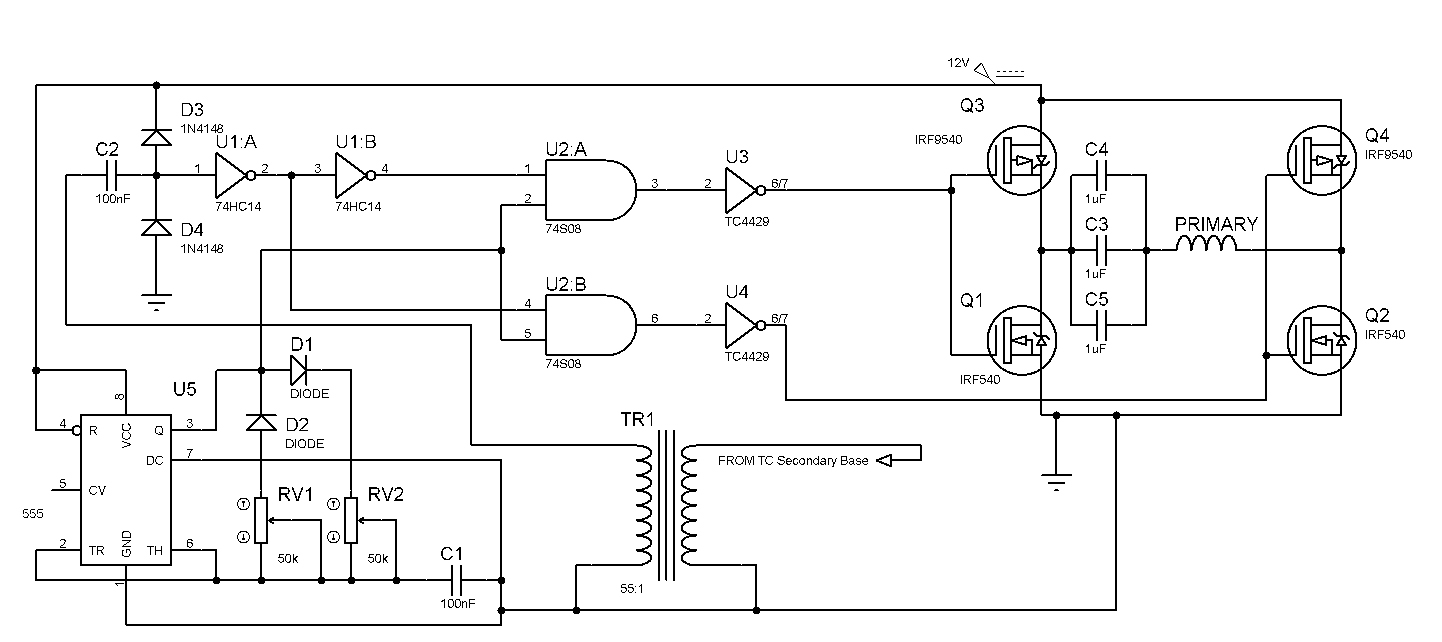 12V
Q3
IRF9540
Q4
IRF9540
D3
1N4148
C2
100nF
U1:A
1
2
74HC14
U1:B
3
4
74HC14
D4
1N4148
U2:A
1
2
3
74S08
U3
2
6/7
TC4429
C4
1uF
C3
1uF
C5
1uF
PRIMARY
U2:B
4
5
6
74S08
U4
2
6/7
TC4429
Q1
IRF540
Q2
IRF540
D1
DIODE
D2
DIODE
U5
8
4
R
VCC
Q
3
DC
7
5
CV
555
2
TR
GND
TH
6
1
RV1
50k
RV2
50k
C1
100nF
TR1
55:1
FROM TC Secondary Base